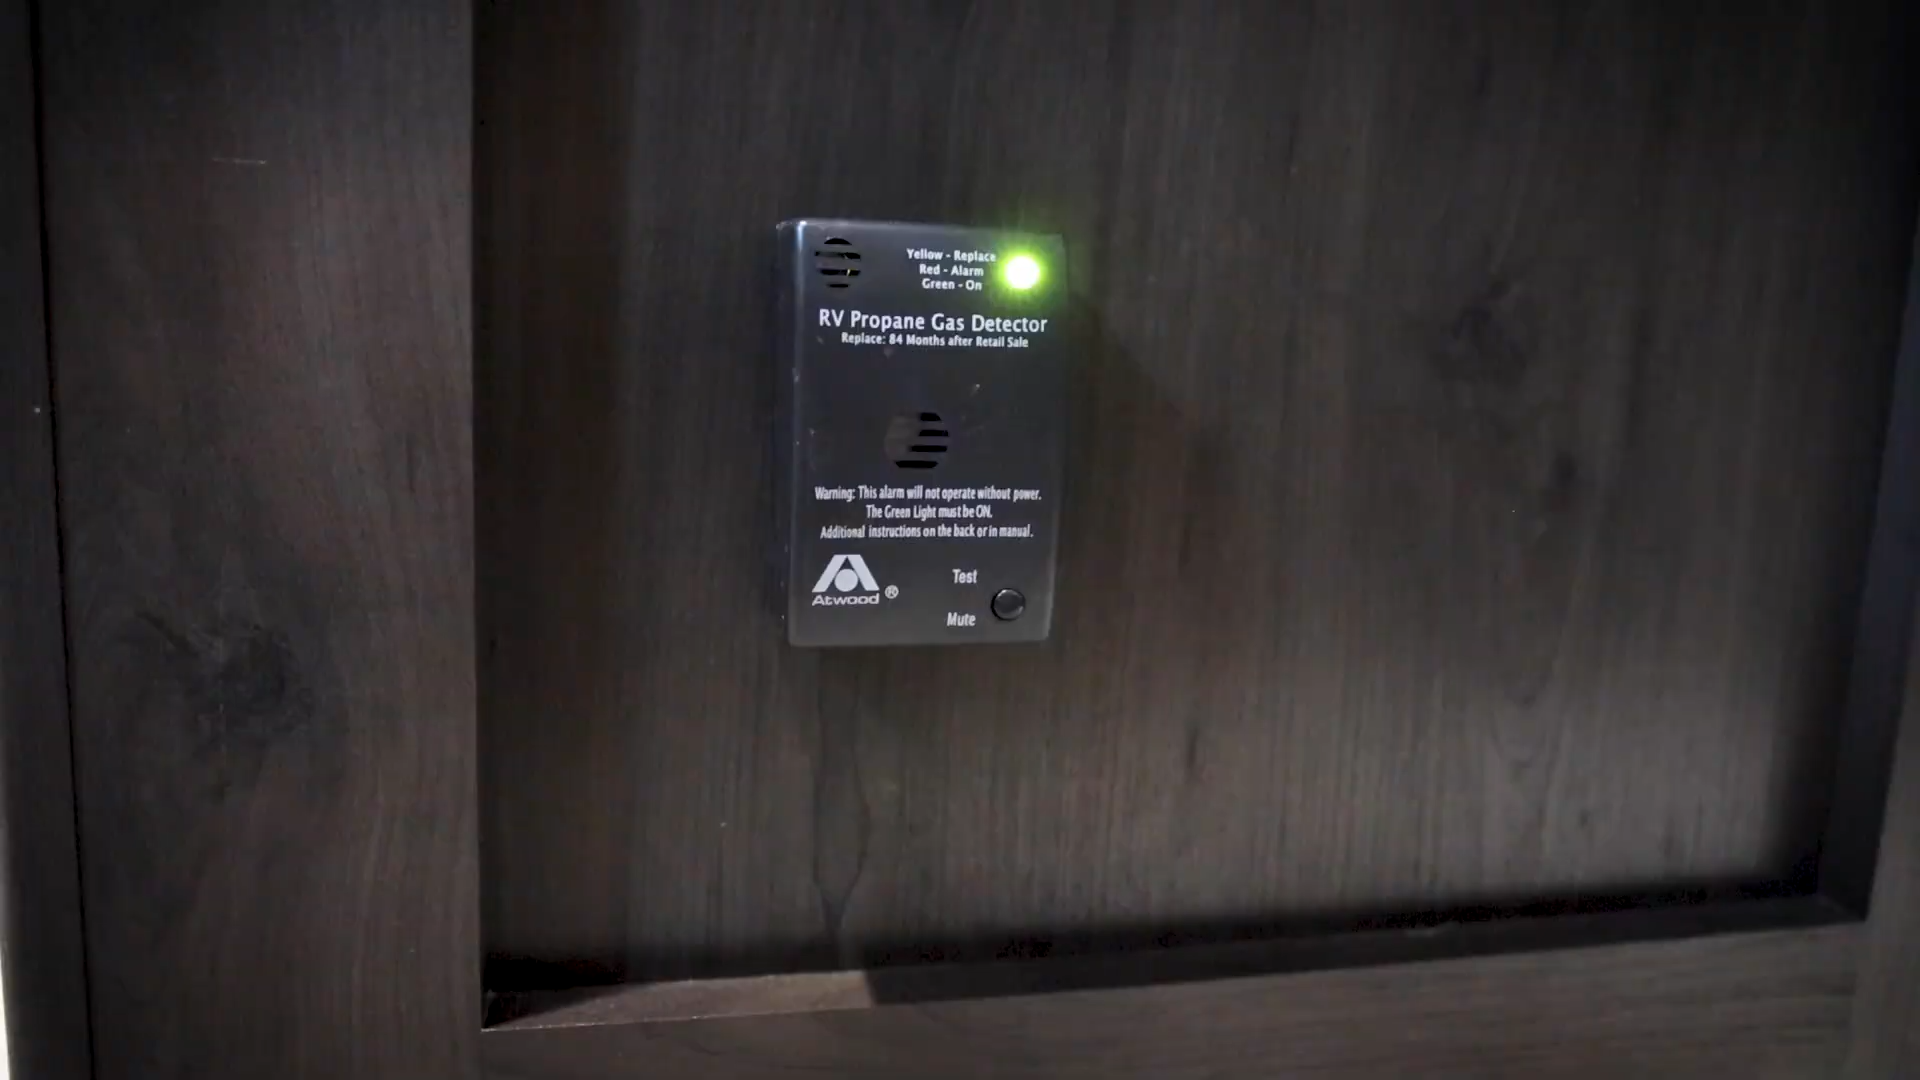 Yellow - Replace
Red - Alarm
Green - On
RV Propane Gas Detector
Replace: 84 Months after Retail Sale
Warning: This alarm will not operate without power.
The Green Light must be ON.
Additional instructions on the back or in manual.
Atwood ®
Test
Mute